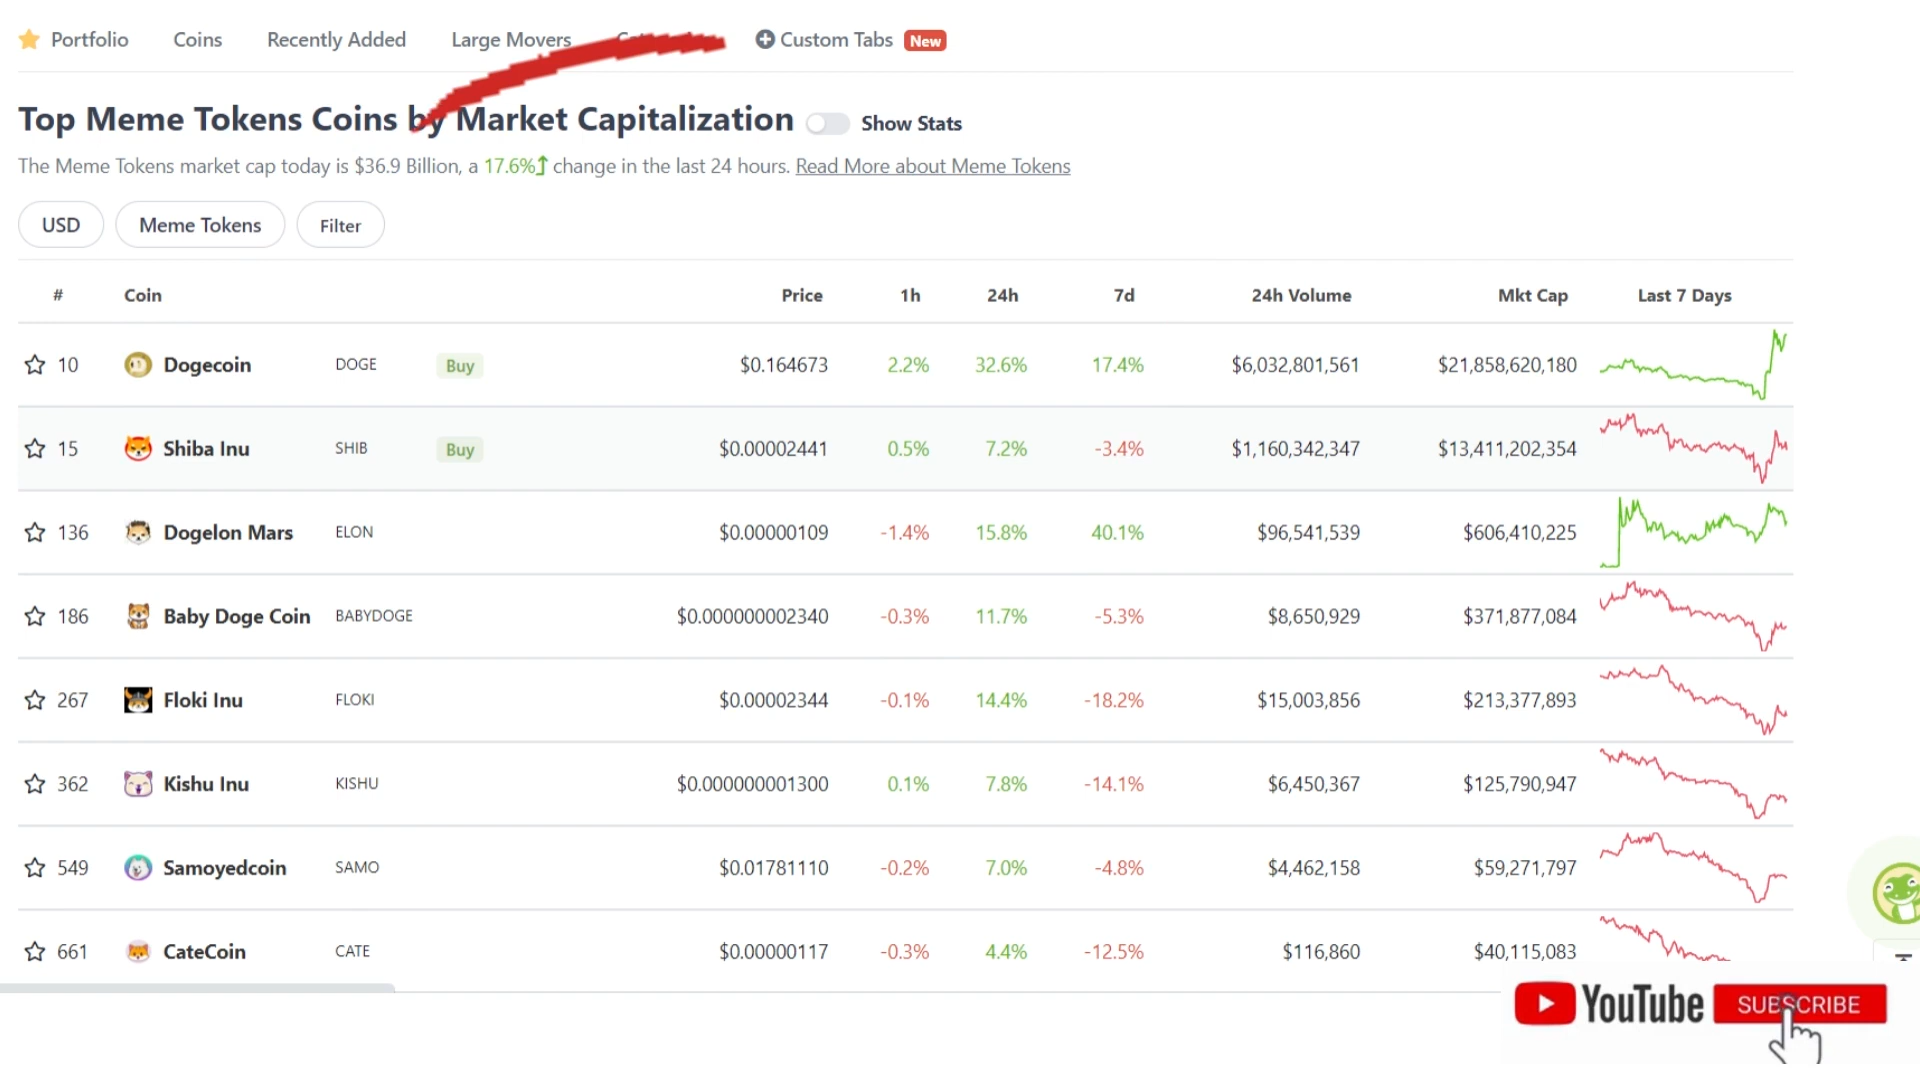 Portfolio Coins Recently Added Large Movers Custom Tabs New
Top Meme Tokens Coins by Market Capitalization Show Stats
The Meme Tokens market cap today is $36.9 Billion, a 17.6% change in the last 24 hours. Read More about Meme Tokens
USD Meme Tokens Filter
# Coin Price 1h 24h 7d 24h Volume Mkt Cap Last 7 Days
10 Dogecoin DOGE Buy $0.164673 2.2% 32.6% 17.4% $6,032,801,561 $21,858,620,180
15 Shiba Inu SHIB Buy $0.00002441 0.5% 7.2% -3.4% $1,160,342,347 $13,411,202,354
136 Dogelon Mars ELON $0.00000109 -1.4% 15.8% 40.1% $96,541,539 $606,410,225
186 Baby Doge Coin BABYDOGE $0.000000002340 -0.3% 11.7% -5.3% $8,650,929 $371,877,084
267 Floki Inu FLOKI $0.00002344 -0.1% 14.4% -18.2% $15,003,856 $213,377,893
362 Kishu Inu KISHU $0.000000001300 0.1% 7.8% -14.1% $6,450,367 $125,790,947
549 Samoyedcoin SAMO $0.01781110 -0.2% 7.0% -4.8% $4,462,158 $59,271,797
661 CateCoin CATE $0.00000117 -0.3% 4.4% -12.5% $116,860 $40,115,083
YouTube SUBSCRIBE